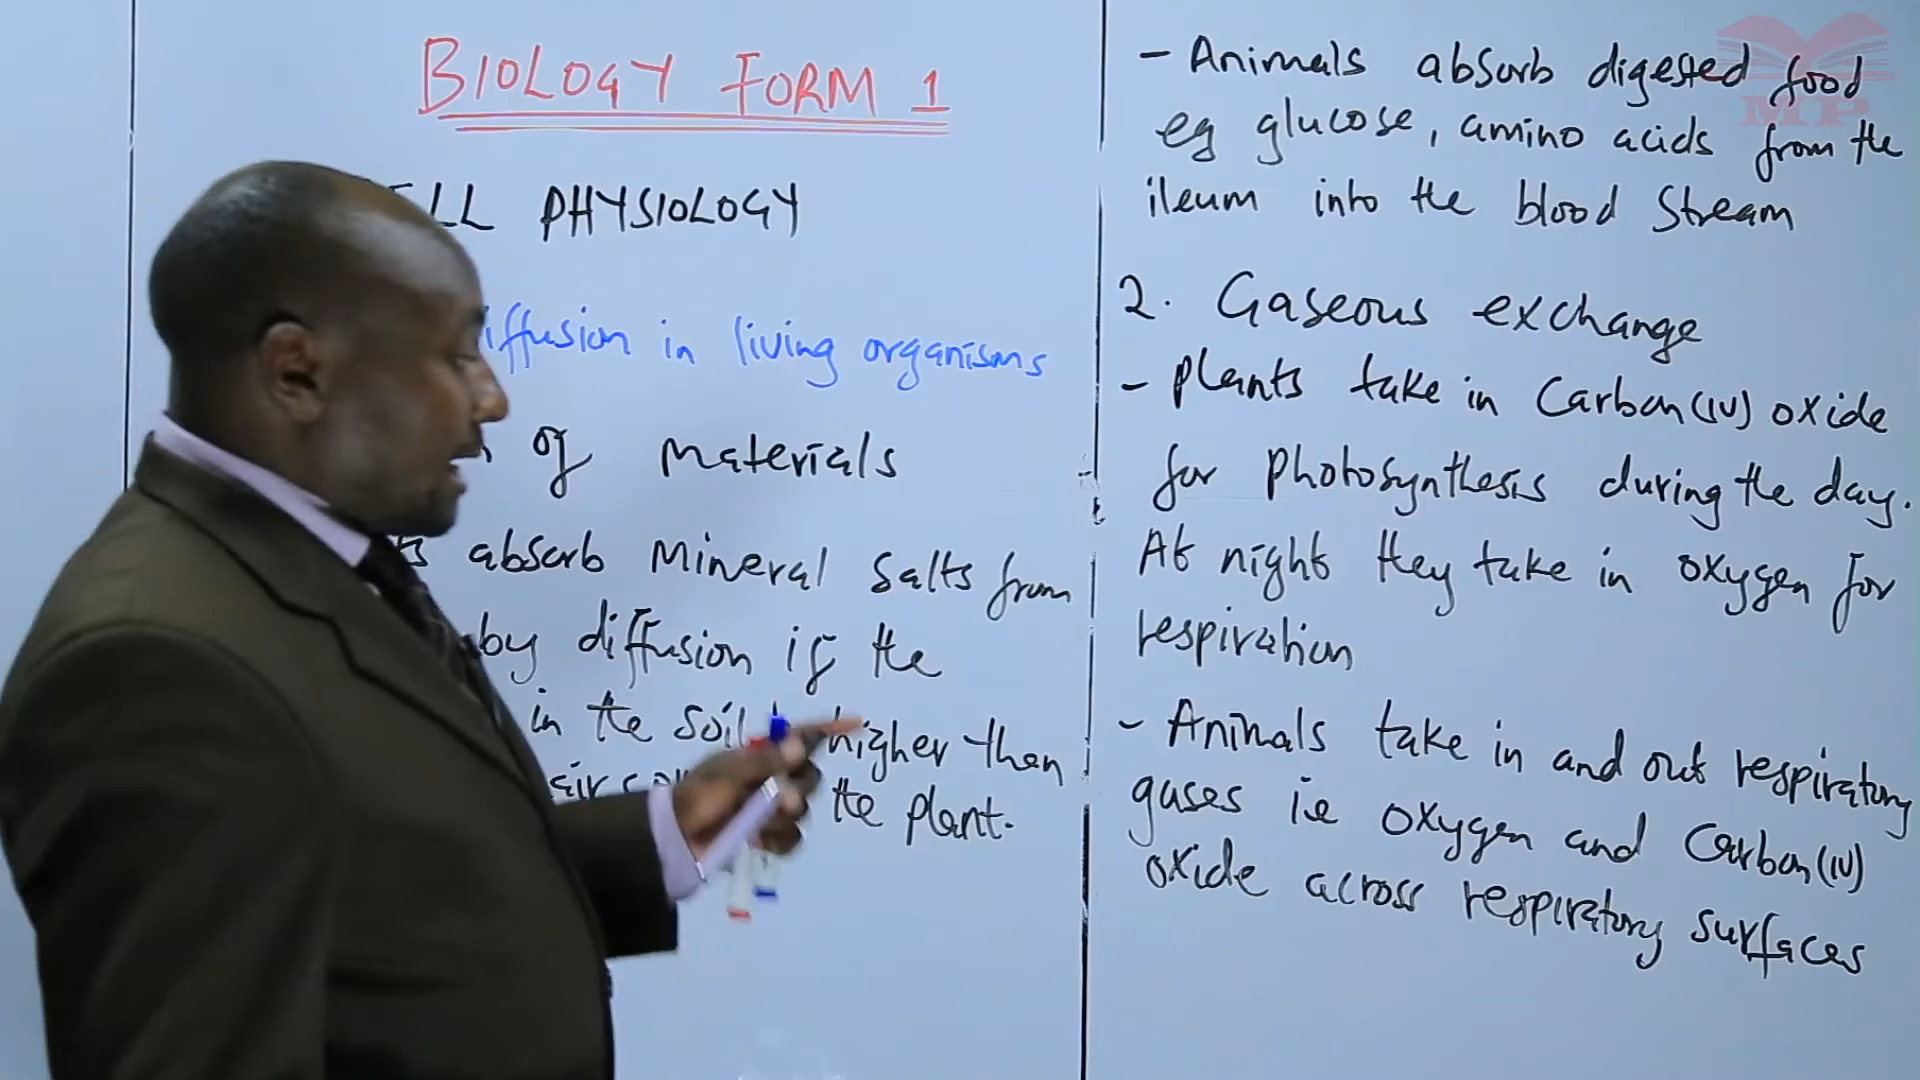 BIOLOGY FORM 1
PHYSIOLOGY
diffusion in living organisms
of materials
absorb mineral salts from
by diffusion if the
in the soil higher than
the plant.
- Animals absorb digested food
eg glucose, amino acids from the
ileum into the blood stream
2. Gaseous exchange
- Plants take in Carbon(IV) oxide
for photosynthesis during the day.
At night they take in oxygen for
respiration
- Animals take in and out respiratory
gases i.e oxygen and Carbon(IV)
oxide across respiratory surfaces
MP